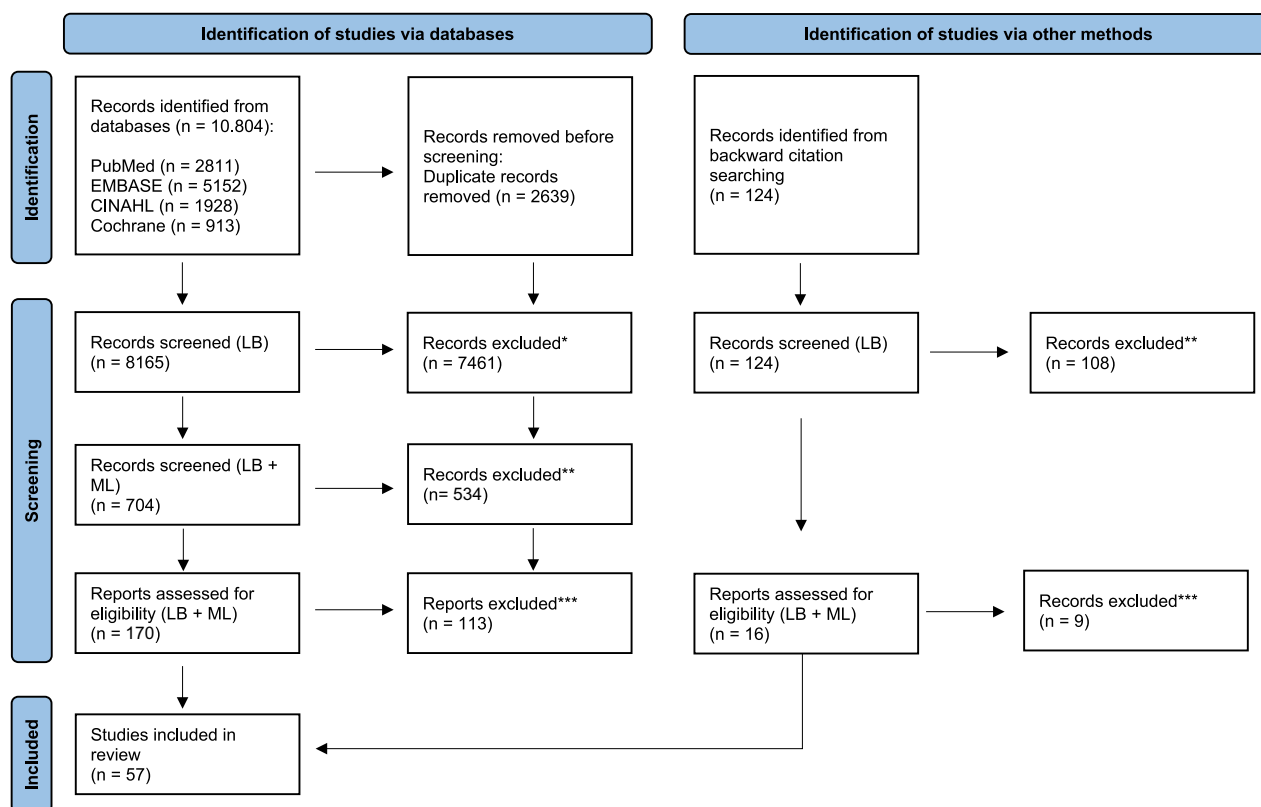 Identification of studies via databases
Identification of studies via other methods
Identification
Records identified from
databases (n = 10.804):
PubMed (n = 2811)
EMBASE (n = 5152)
CINAHL (n = 1928)
Cochrane (n = 913)
Records removed before
screening:
Duplicate records
removed (n = 2639)
Records identified from
backward citation
searching
(n = 124)
Screening
Records screened (LB)
(n = 8165)
Records excluded*
(n = 7461)
Records screened (LB)
(n = 124)
Records excluded**
(n = 108)
Records screened (LB +
ML)
(n = 704)
Records excluded**
(n= 534)
Reports assessed for
eligibility (LB + ML)
(n = 170)
Reports excluded***
(n = 113)
Reports assessed for
eligibility (LB + ML)
(n = 16)
Records excluded***
(n = 9)
Included
Studies included in
review
(n = 57)